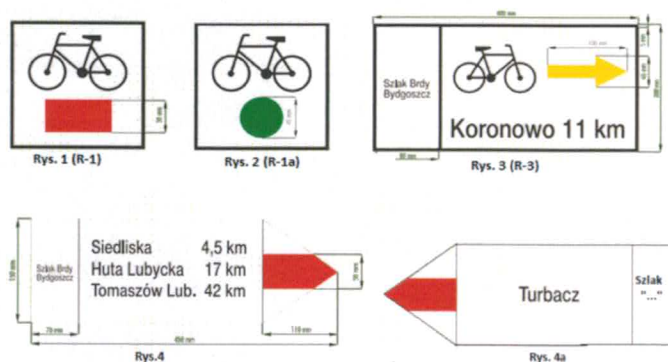 Rys. 1 (R-1)
Rys. 2 (R-1a)
Szlak Brdy
Bydgoszcz
Koronowo 11 km
Rys. 3 (R-3)
Szlak Brdy
Bydgoszcz
Siedliska 4,5 km
Huta Lubycka 17 km
Tomaszów Lub. 42 km
Rys.4
Turbacz
Szlak
"..."
Rys. 4a